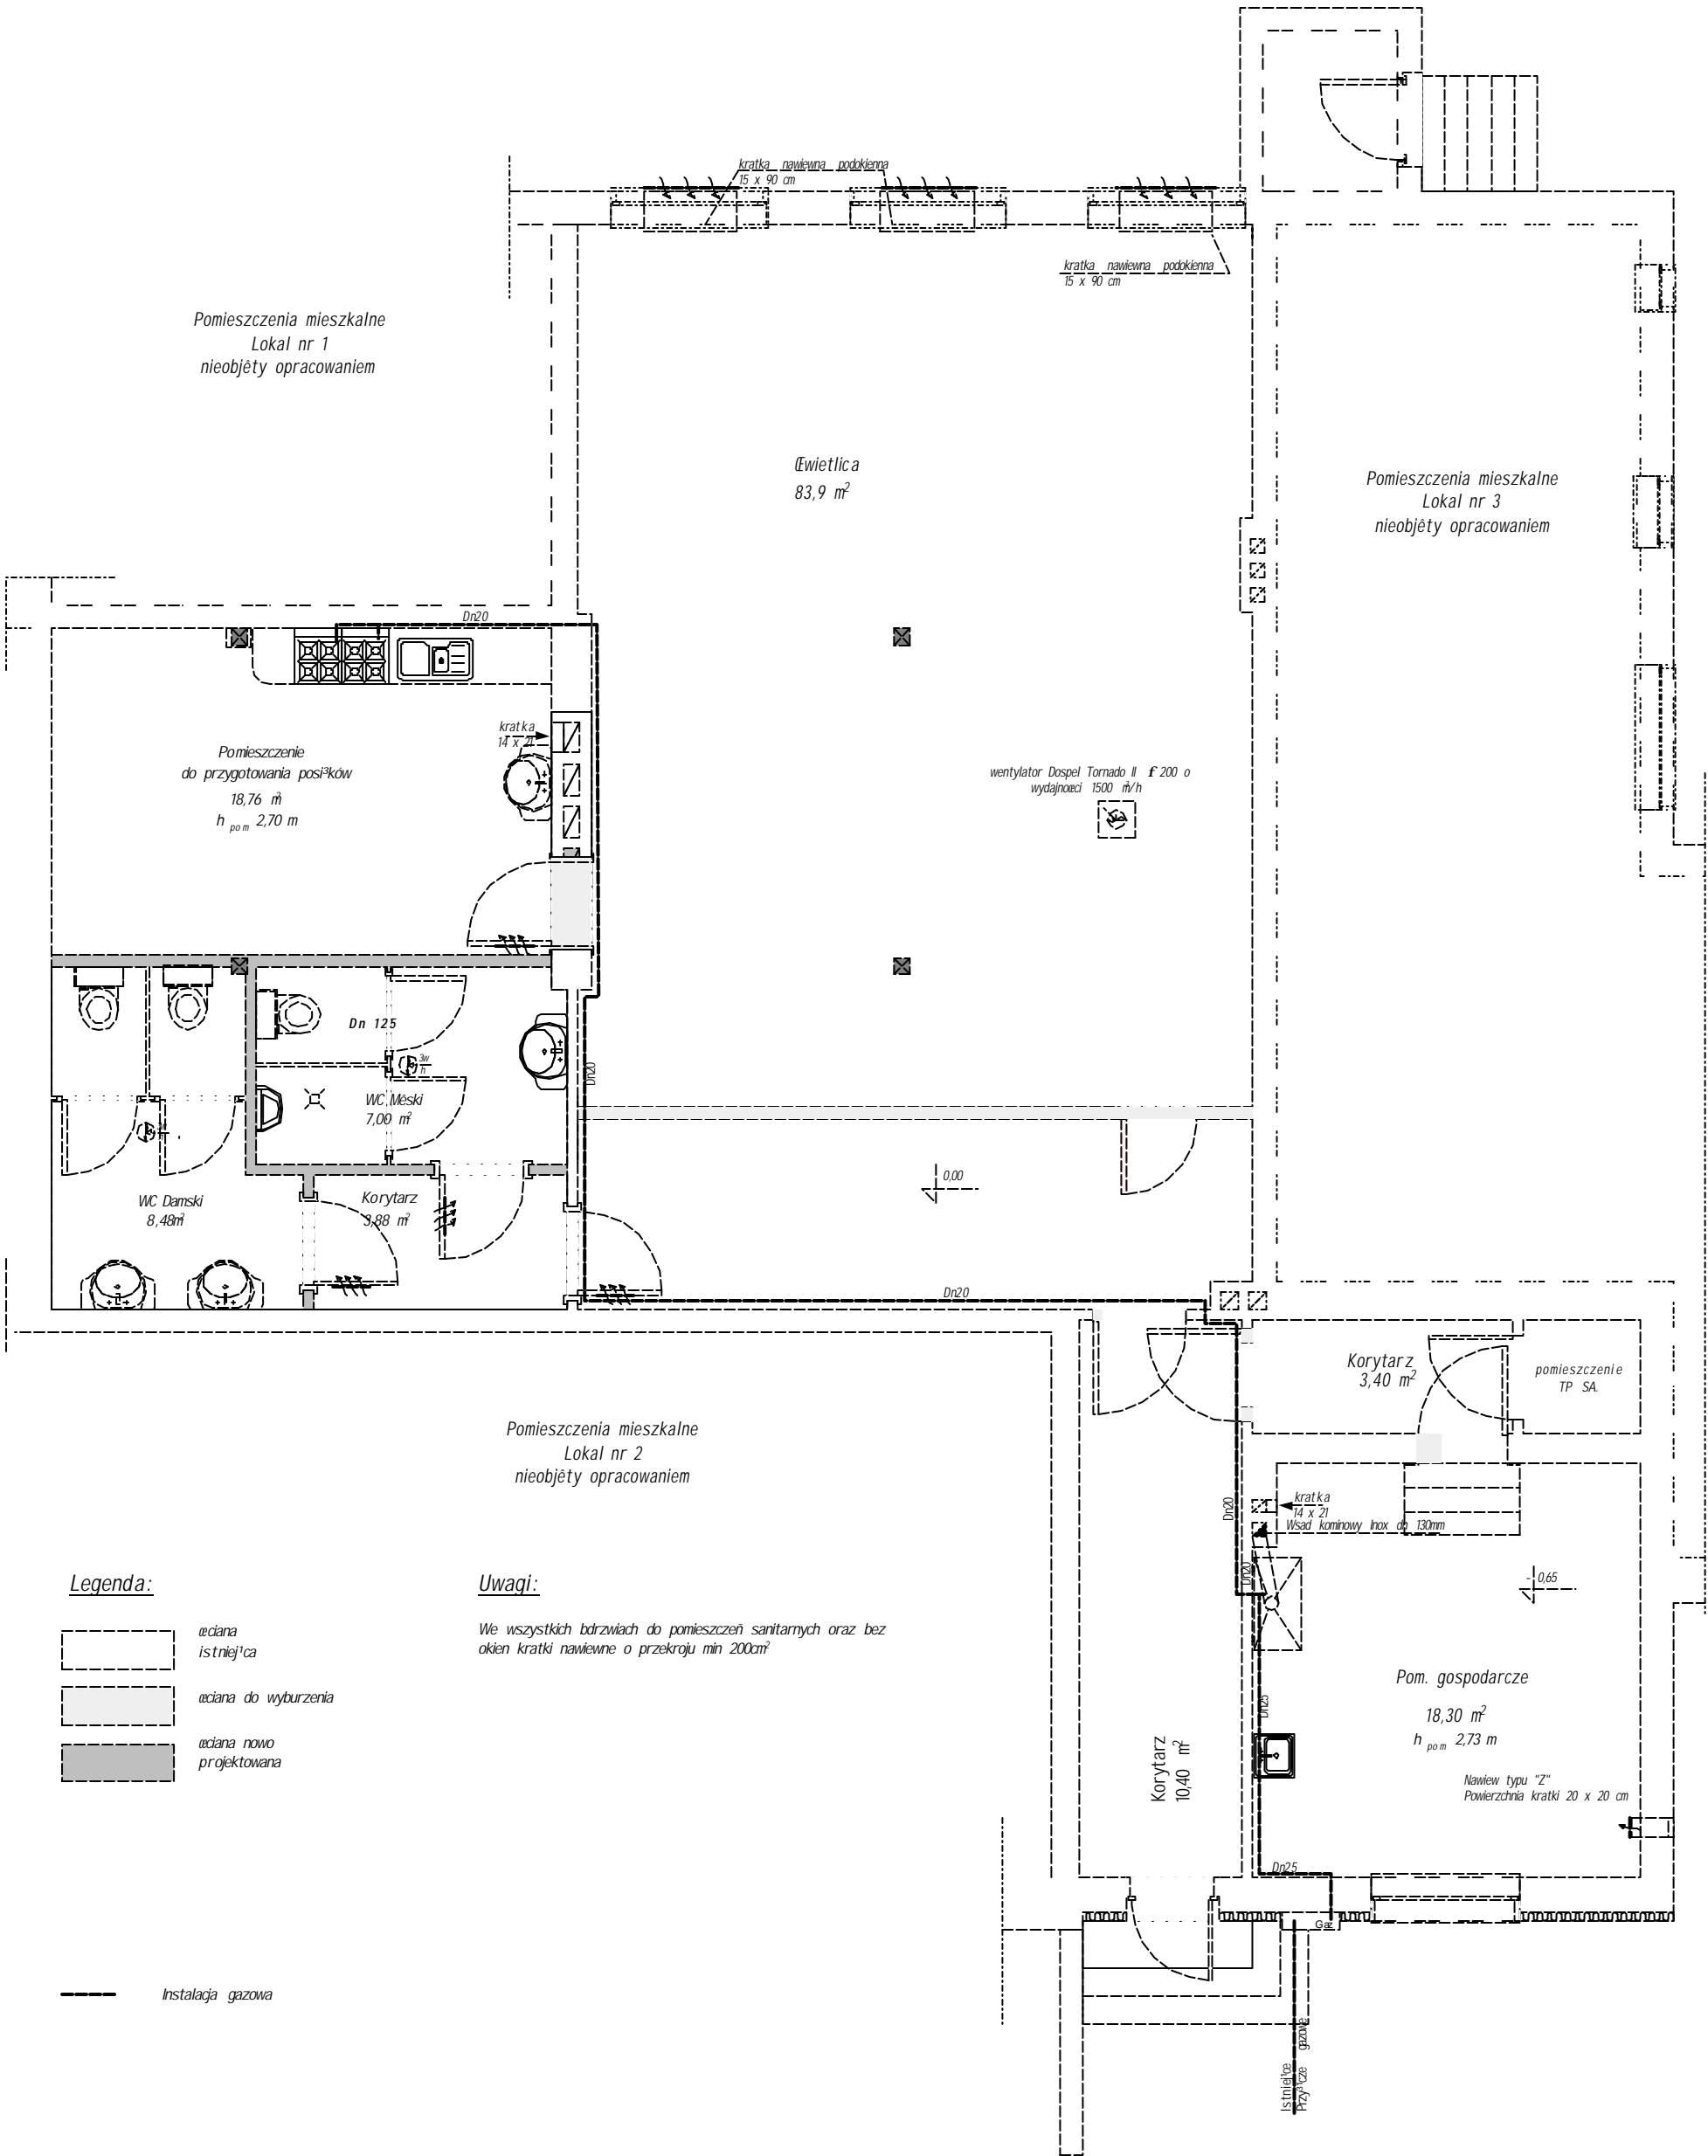 kratka nawiewna podokienna
15 x 90 cm
kratka nawiewna podokienna
15 x 90 cm
Pomieszczenia mieszkalne
Lokal nr 1
nieobjêty opracowaniem
Œwietlica
83,9 m²
Pomieszczenia mieszkalne
Lokal nr 3
nieobjêty opracowaniem
Dn20
kratka
14 x 21
Pomieszczenie
do przygotowania posi³ków
18,76 m²
h pom 2,70 m
wentylator Dospel Tornado II f 200 o
wydajnoœci 1500 m³/h
Dn 125
3w
h
Dn20
WC Mêski
7,00 m²
WC Damski
8,48m²
Korytarz
3,88 m²
0,00
Dn20
Korytarz
3,40 m²
pomieszczenie
TP SA.
Pomieszczenia mieszkalne
Lokal nr 2
nieobjêty opracowaniem
Dn20
kratka
14 x 21
Wsad kominowy Inox dn 130mm
Dn20
- 0,65
Legenda:
œciana
istniej¹ca
œciana do wyburzenia
œciana nowo
projektowana
Uwagi:
We wszystkich bdrzwiach do pomieszczeń sanitarnych oraz bez
okien kratki nawiewne o przekroju min 200cm²
Pom. gospodarcze
18,30 m²
h pom 2,73 m
Dn25
Korytarz
10,40 m²
Nawiew typu "Z"
Powierzchnia kratki 20 x 20 cm
Dn25
Gaz
Instalacja gazowa
Istniej¹ce
Przy³¹cze gazowe